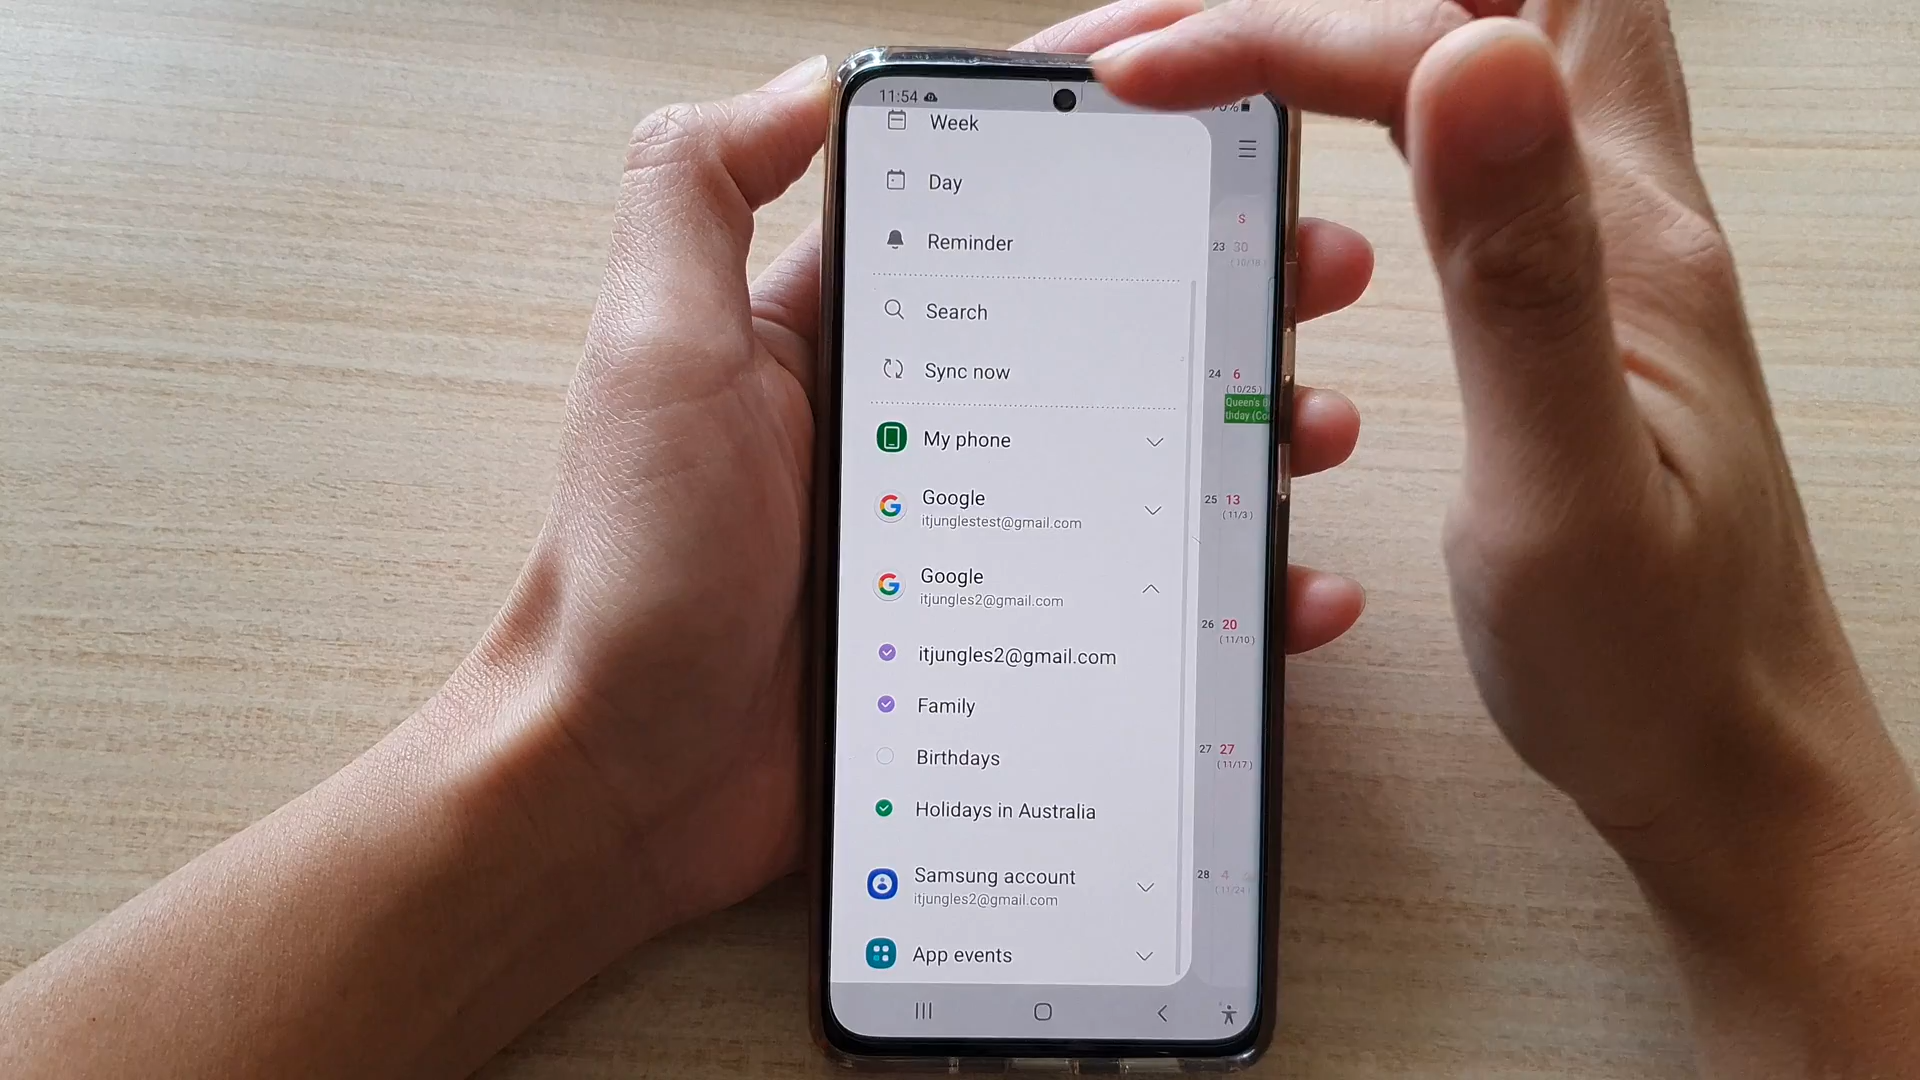 11:54
Week
Day
Reminder
Search
Sync now
My phone
Google
itjunglestest@gmail.com
Google
itjungles2@gmail.com
itjungles2@gmail.com
Family
Birthdays
Holidays in Australia
Samsung account
itjungles2@gmail.com
App events
S
23 30
(10/18)
24 6
(10/25)
Queen's B
thday (Co
25 13
(11/3)
26 20
(11/10)
27 27
(11/17)
28 4
(11/24)